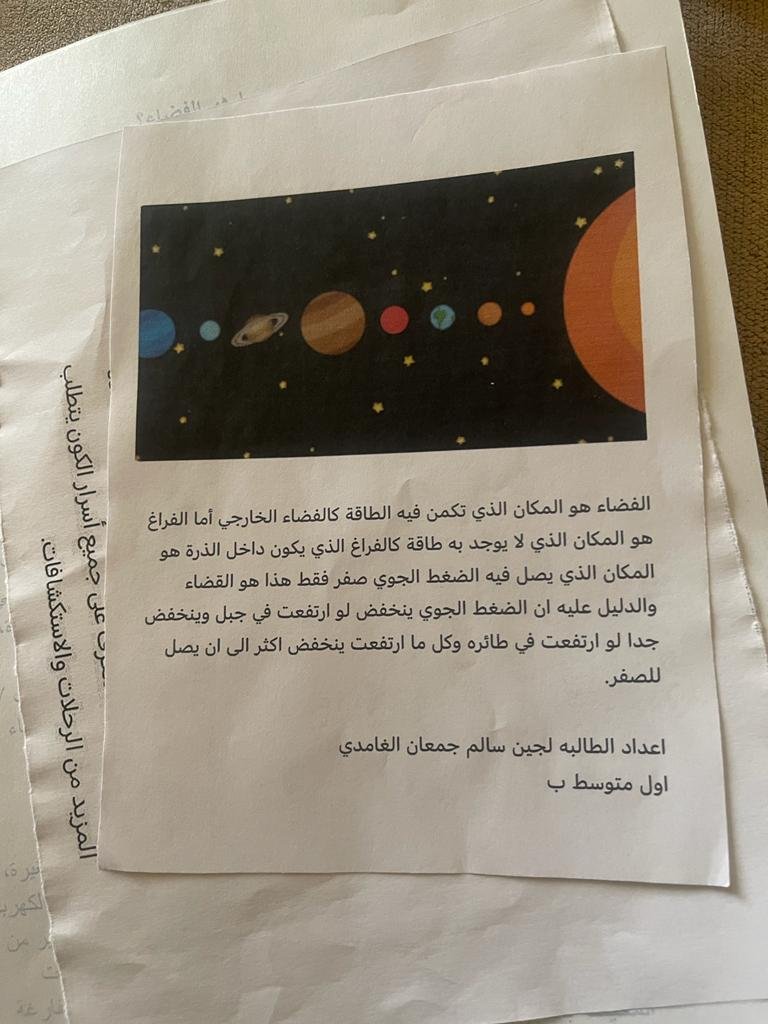 الفضاء؟
الفضاء هو المكان الذي تكمن فيه الطاقة كالفضاء الخارجي أما الفراغ
هو المكان الذي لا يوجد به طاقة كالفراغ الذي يكون داخل الذرة هو
المكان الذي يصل فيه الضغط الجوي صفر فقط هذا هو القضاء
والدليل عليه ان الضغط الجوي ينخفض لو ارتفعت في جبل وينخفض
جدا لو ارتفعت في طائره وكل ما ارتفعت ينخفض اكثر الى ان يصل
للصفر.
اعداد الطالبه لجين سالم جمعان الغامدي
اول متوسط ب
على جميع أسرار الكون يتطلب
المزيد من الرحلات والاستكشافات.